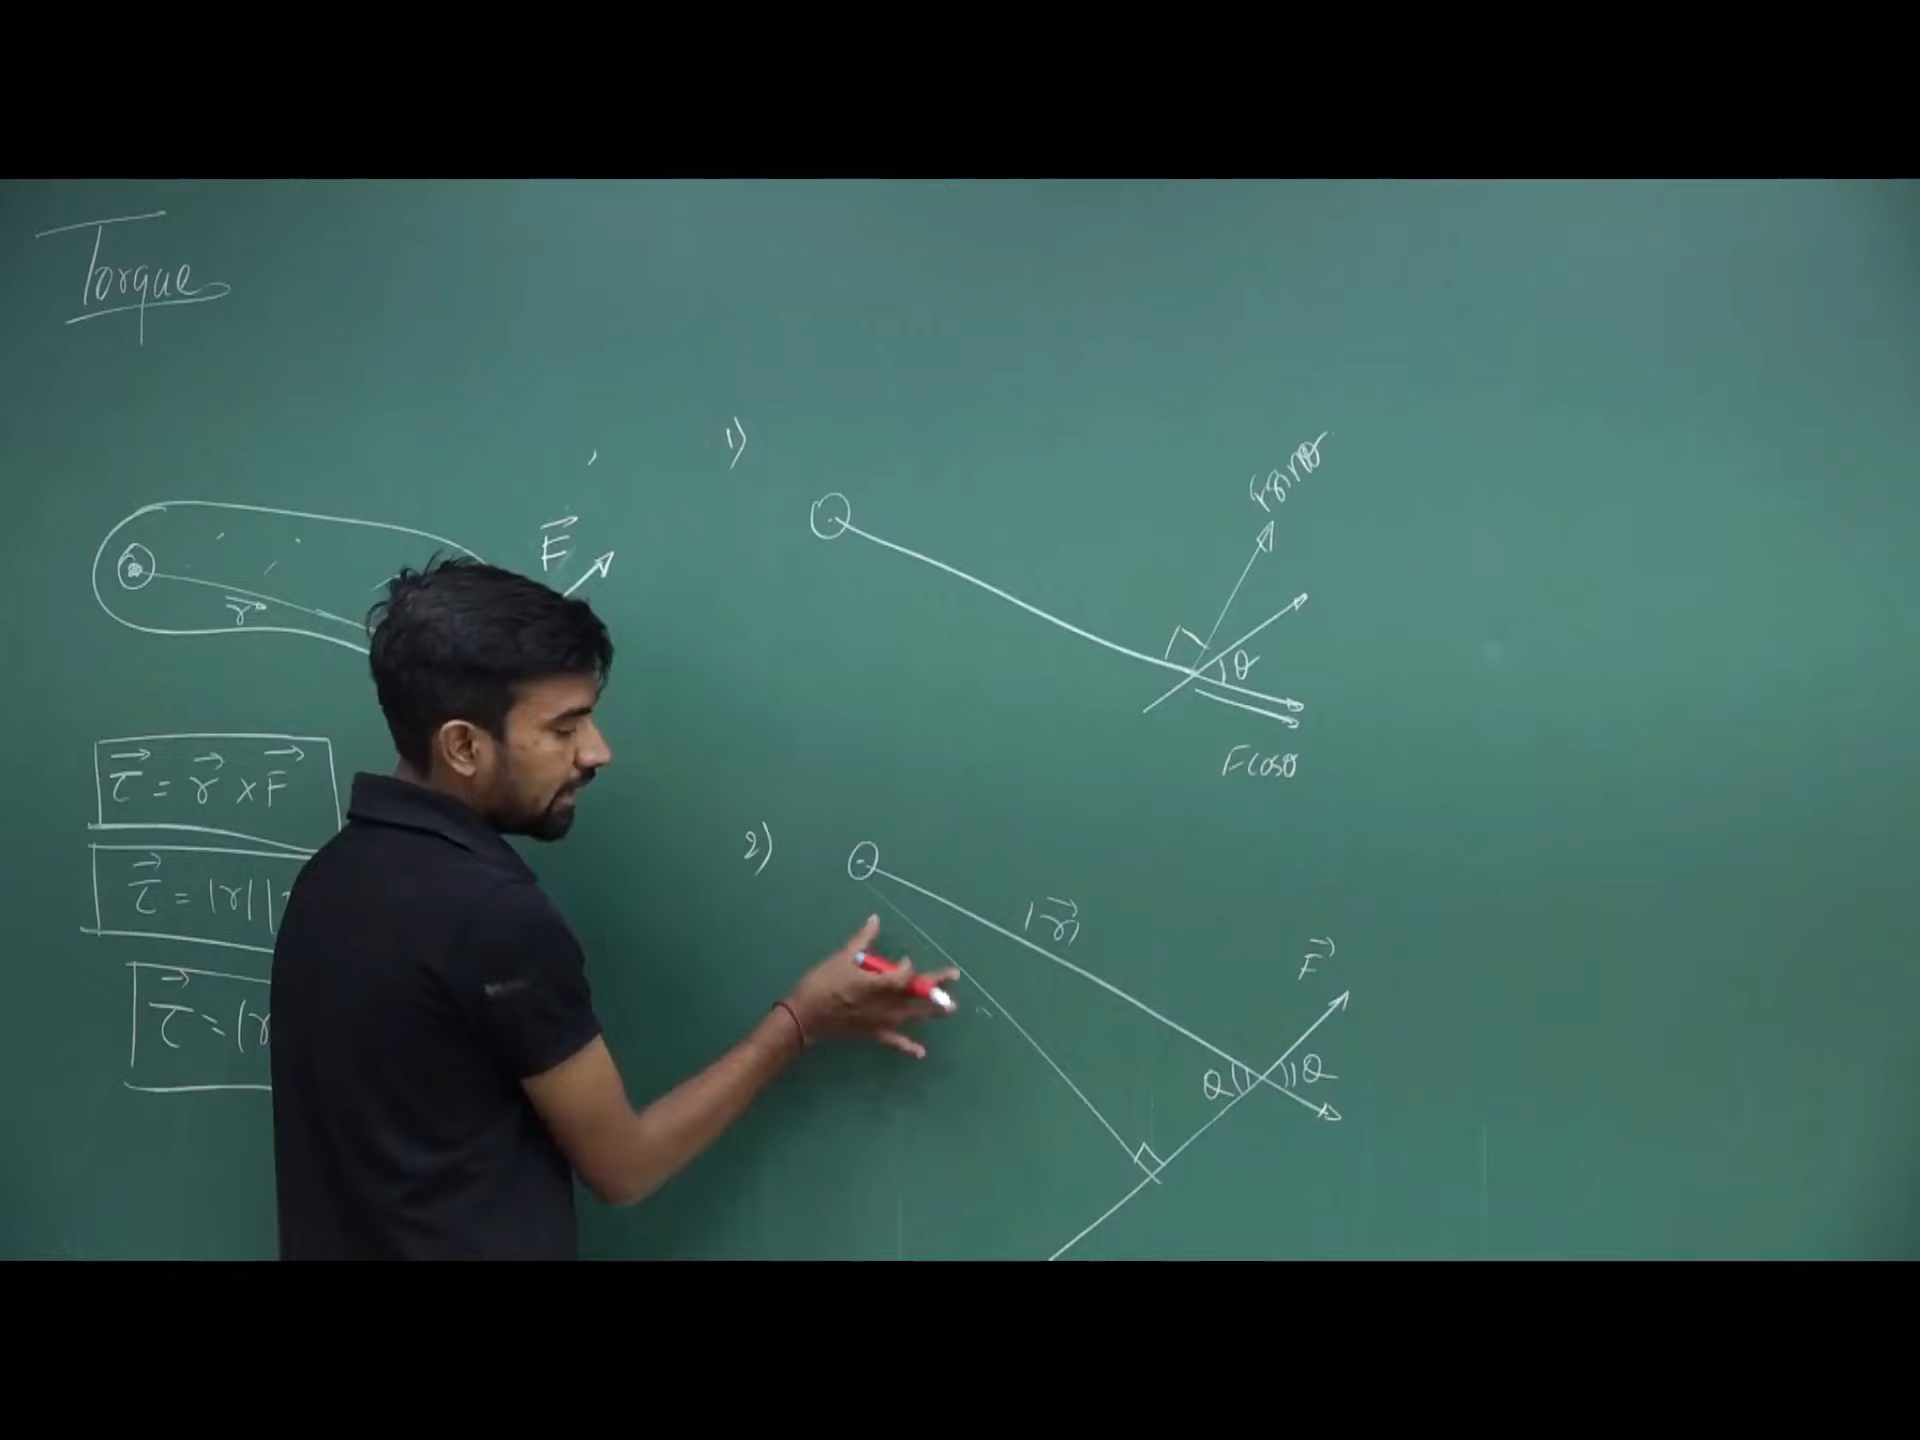 Torque
F
r
τ = r × F
τ = |r| |
τ = |r
1)
Fsinθ
θ
Fcosθ
2)
|r|
F
θ
θ